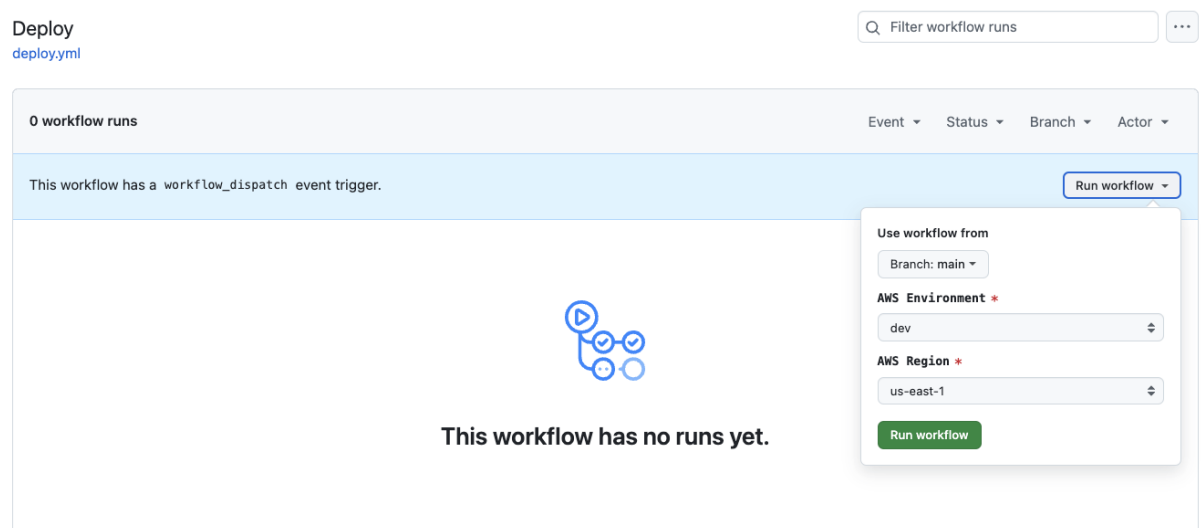 Deploy
Filter workflow runs
deploy.yml
0 workflow runs
Event Status Branch Actor
This workflow has a workflow_dispatch event trigger.
Run workflow
Use workflow from
Branch: main
AWS Environment *
dev
AWS Region *
us-east-1
Run workflow
This workflow has no runs yet.